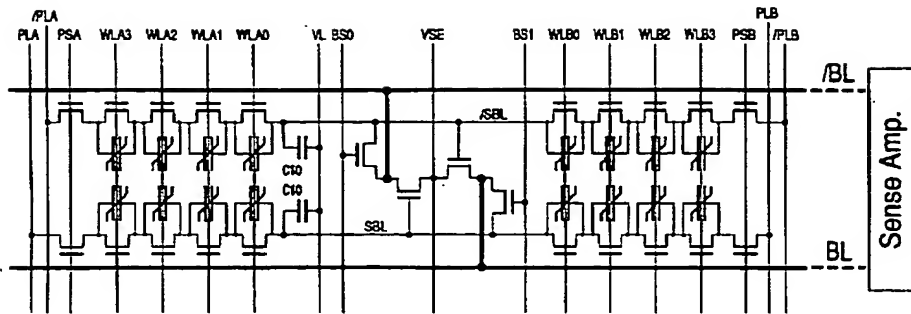 /PLA
PLB
PLA PSA WLA3 WLA2 WLA1 WLA0 VL BS0 VSE BS1 WLB0 WLB1 WLB2 WLB3 PSB /PLB
/BL
/SBL
C10
C10
SBL
BL
Sense Amp.